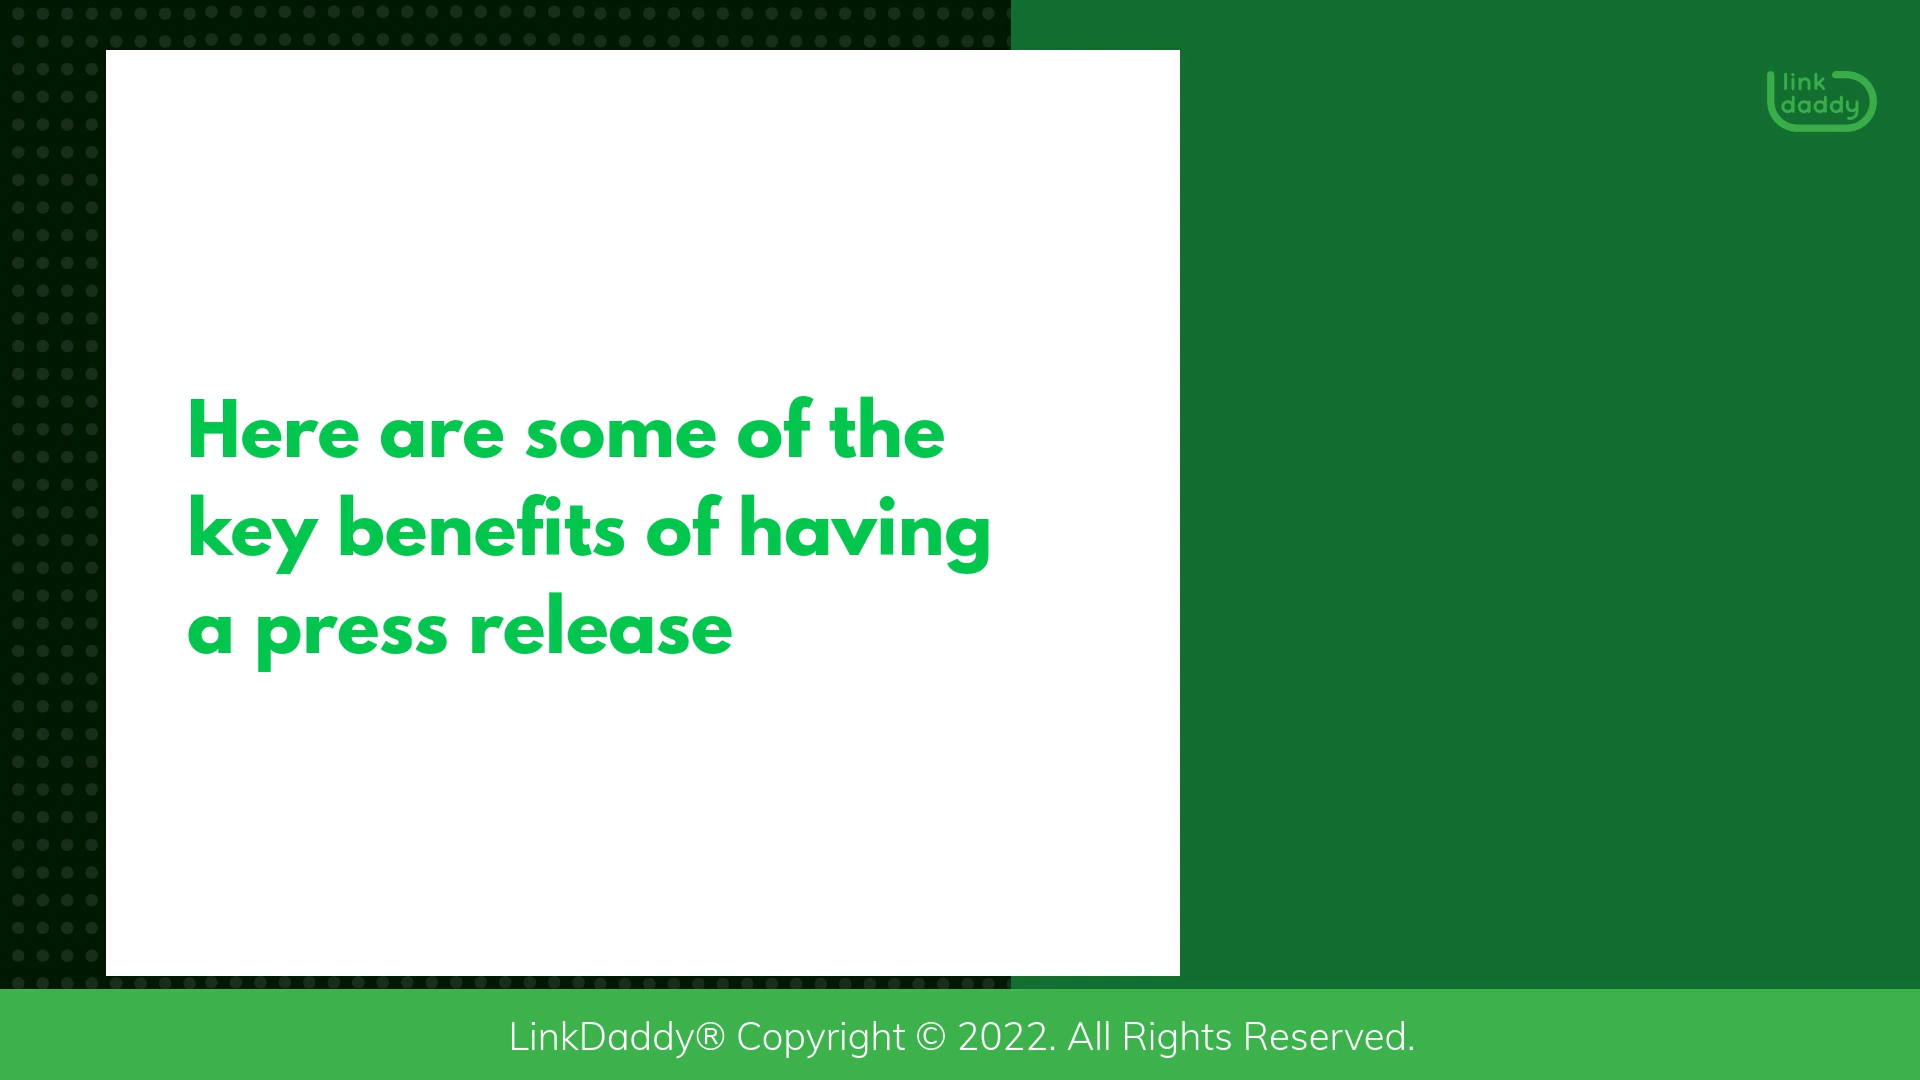 link
daddy
Here are some of the
key benefits of having
a press release
LinkDaddy® Copyright © 2022. All Rights Reserved.